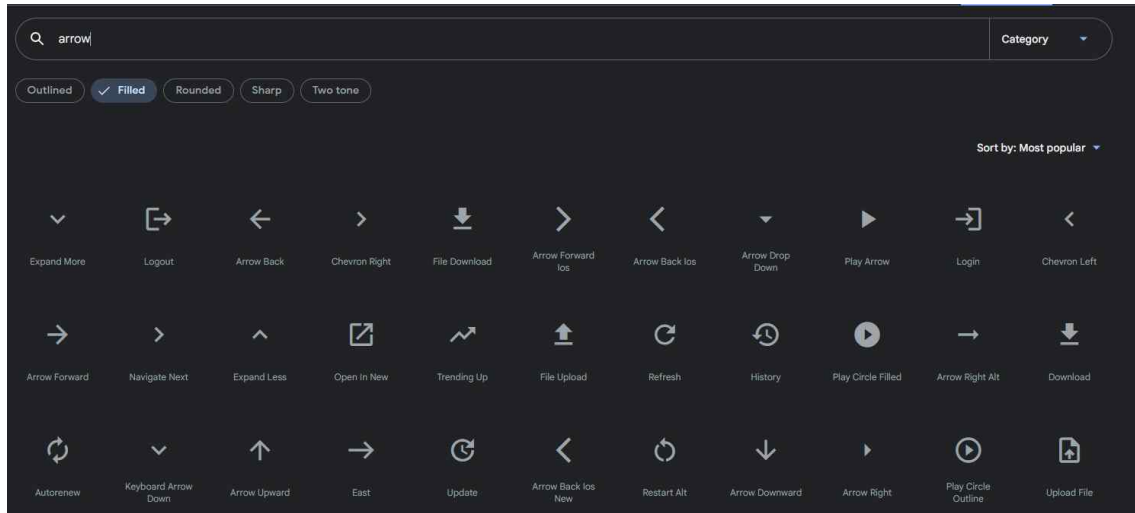 arrow
Category
Outlined
Filled
Rounded
Sharp
Two tone
Sort by: Most popular
Expand More
Logout
Arrow Back
Chevron Right
File Download
Arrow Forward
Ios
Arrow Back Ios
Arrow Drop
Down
Play Arrow
Login
Chevron Left
Arrow Forward
Navigate Next
Expand Less
Open In New
Trending Up
File Upload
Refresh
History
Play Circle Filled
Arrow Right Alt
Download
Autorenew
Keyboard Arrow
Down
Arrow Upward
East
Update
Arrow Back Ios
New
Restart Alt
Arrow Downward
Arrow Right
Play Circle
Outline
Upload File